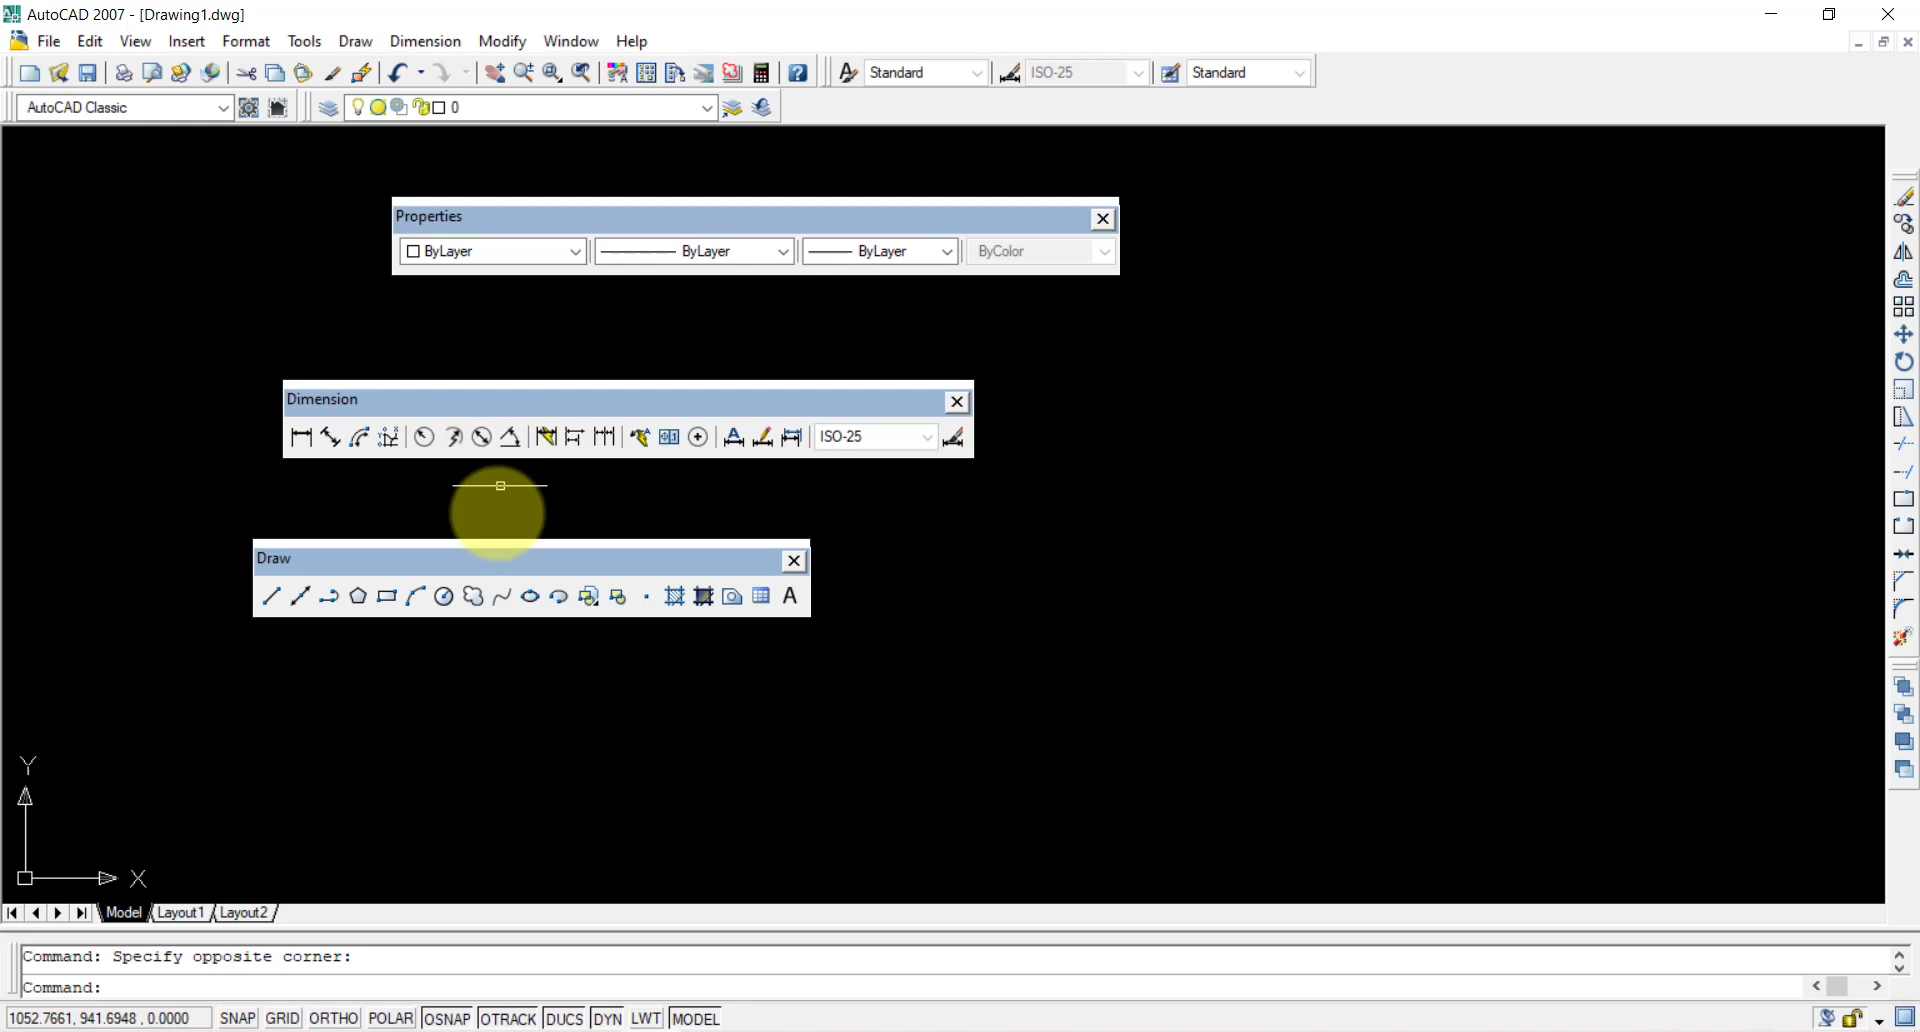 AutoCAD 2007 - [Drawing1.dwg]
File Edit View Insert Format Tools Draw Dimension Modify Window Help
Standard ISO-25 Standard
AutoCAD Classic 0
Properties
ByLayer ByLayer ByLayer ByColor
Dimension
ISO-25
Draw
A
Y
X
Model Layout1 Layout2
Command: Specify opposite corner:
Command:
1052.7661, 941.6948 , 0.0000 SNAP GRID ORTHO POLAR OSNAP OTRACK DUCS DYN LWT MODEL